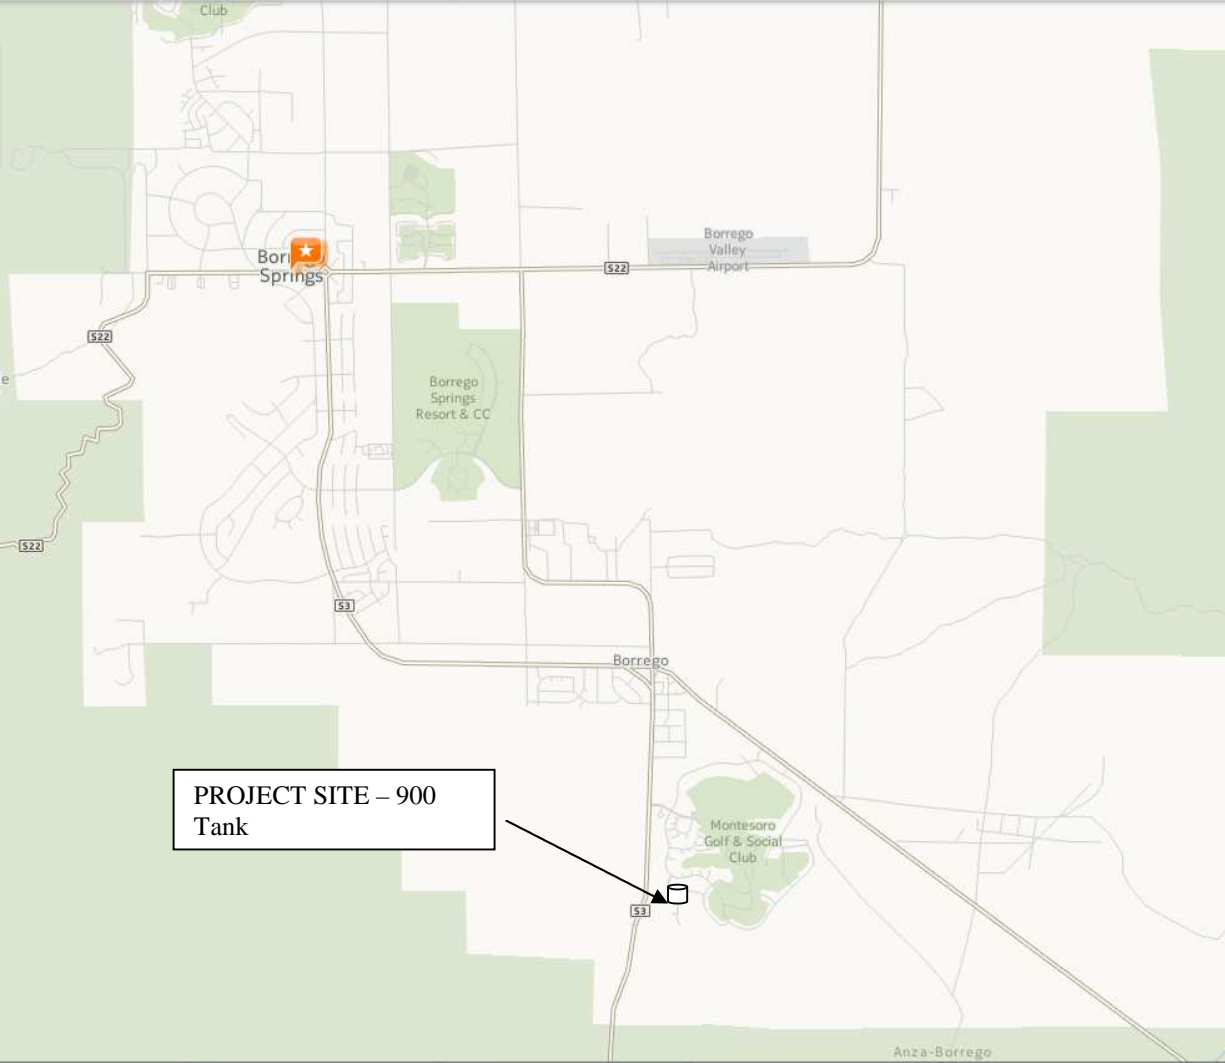 Club
Borrego
Valley
Airport
Springs
S22
S22
e
Borrego
Springs
Resort & CC
S22
S3
Borrego
PROJECT SITE – 900
Tank
Montesoro
Golf & Social
Club
S3
Anza-Borrego